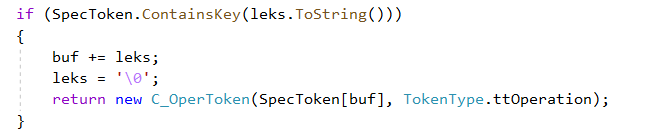 if (SpecToken.ContainsKey(leks.ToString()))
{
buf += leks;
leks = '\0';
return new C_OperToken(SpecToken[buf], TokenType.ttOperation);
}